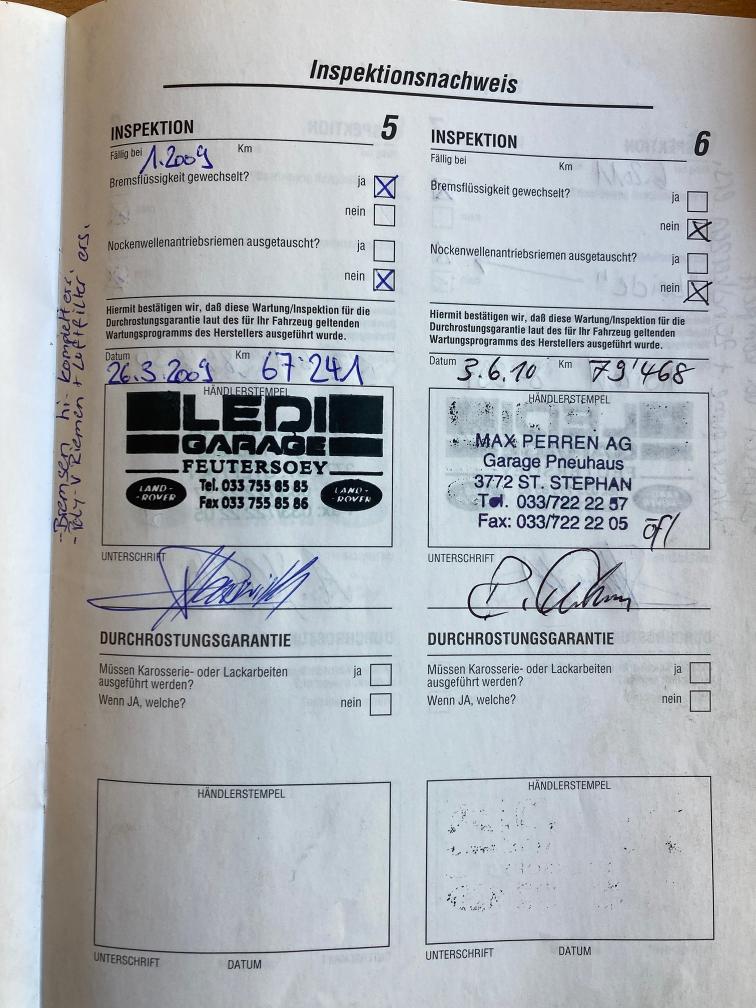 Inspektionsnachweis
INSPEKTION 5
Fällig bei 1.2009 Km
Bremsflüssigkeit gewechselt?
ja
nein
Nockenwellenantriebsriemen ausgetauscht?
ja
nein
Hiermit bestätigen wir, daß diese Wartung/Inspektion für die
Durchrostungsgarantie laut des für Ihr Fahrzeug geltenden
Wartungsprogramms des Herstellers ausgeführt wurde.
Datum Km
26.3.2009 67'241
HÄNDLERSTEMPEL
LEDI
GARAGE
FEUTERSOEY
LAND-ROVER
Tel. 033 755 85 85
Fax 033 755 85 86
LAND-ROVER
UNTERSCHRIFT
DURCHROSTUNGSGARANTIE
Müssen Karosserie- oder Lackarbeiten
ausgeführt werden?
ja
Wenn JA, welche?
nein
HÄNDLERSTEMPEL
UNTERSCHRIFT DATUM
- Bremsen hi. komplett er.
- Poly-V Riemen + Luftfilter ers.
INSPEKTION 6
Fällig bei Km
Bremsflüssigkeit gewechselt?
ja
nein
Nockenwellenantriebsriemen ausgetauscht?
ja
nein
Hiermit bestätigen wir, daß diese Wartung/Inspektion für die
Durchrostungsgarantie laut des für Ihr Fahrzeug geltenden
Wartungsprogramms des Herstellers ausgeführt wurde.
Datum 3.6.10 Km 79'468
HÄNDLERSTEMPEL
MAX PERREN AG
Garage Pneuhaus
3772 ST. STEPHAN
Tel. 033/722 22 57
Fax: 033/722 22 05
UNTERSCHRIFT
DURCHROSTUNGSGARANTIE
Müssen Karosserie- oder Lackarbeiten
ausgeführt werden?
ja
Wenn JA, welche?
nein
HÄNDLERSTEMPEL
UNTERSCHRIFT DATUM